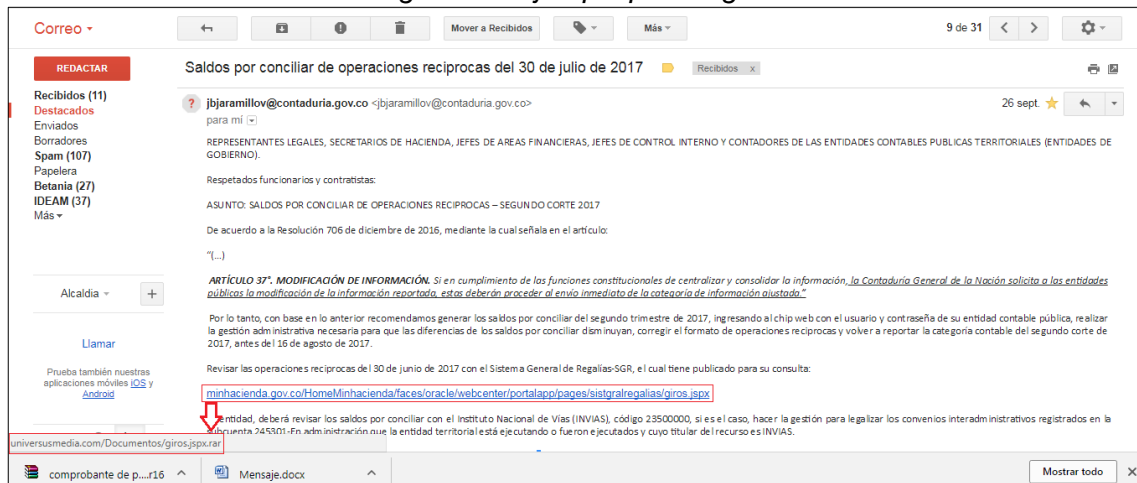 Correo
Mover a Recibidos
Más
9 de 31
REDACTAR
Saldos por conciliar de operaciones reciprocas del 30 de julio de 2017
Recibidos x
Recibidos (11)
Destacados
Enviados
Borradores
Spam (107)
Papelera
Betania (27)
IDEAM (37)
Más
?
jbjaramillov@contaduria.gov.co <jbjaramillov@contaduria.gov.co>
26 sept.
para mí
REPRESENTANTES LEGALES, SECRETARIOS DE HACIENDA, JEFES DE AREAS FINANCIERAS, JEFES DE CONTROL INTERNO Y CONTADORES DE LAS ENTIDADES CONTABLES PUBLICAS TERRITORIALES (ENTIDADES DE
GOBIERNO).
Respetados funcionarios y contratistas:
ASUNTO: SALDOS POR CONCILIAR DE OPERACIONES RECIPROCAS – SEGUNDO CORTE 2017
De acuerdo a la Resolución 706 de diciembre de 2016, mediante la cual señala en el artículo:
"(...)
ARTÍCULO 37°. MODIFICACIÓN DE INFORMACIÓN. Si en cumplimiento de las funciones constitucionales de centralizar y consolidar la información, la Contaduría General de la Nación solicita a las entidades
públicas la modificación de la información reportada, estas deberán proceder al envío inmediato de la categoría de información ajustada."
Por lo tanto, con base en lo anterior recomendamos generar los saldos por conciliar del segundo trimestre de 2017, ingresando al chip web con el usuario y contraseña de su entidad contable pública, realizar
la gestión administrativa necesaria para que las diferencias de los saldos por conciliar disminuyan, corregir el formato de operaciones reciprocas y volver a reportar la categoría contable del segundo corte de
2017, antes del 16 de agosto de 2017.
Revisar las operaciones reciprocas del 30 de junio de 2017 con el Sistema General de Regalías-SGR, el cual tiene publicado para su consulta:
minhacienda.gov.co/HomeMinhacienda/faces/oracle/webcenter/portalapp/pages/sistgralregalias/giros.jspx
entidad, deberá revisar los saldos por conciliar con el Instituto Nacional de Vías (INVIAS), código 23500000, si es el caso, hacer la gestión para legalizar los convenios interadministrativos registrados en la
245301-En administración que la entidad territorial está ejecutando o fueron ejecutados y cuyo titular del recurso es INVIAS.
Alcaldia
+
Llamar
Prueba también nuestras
aplicaciones móviles iOS y
Android
universusmedia.com/Documentos/giros.jspx.rar
comprobante de p....r16
Mensaje.docx
Mostrar todo
X